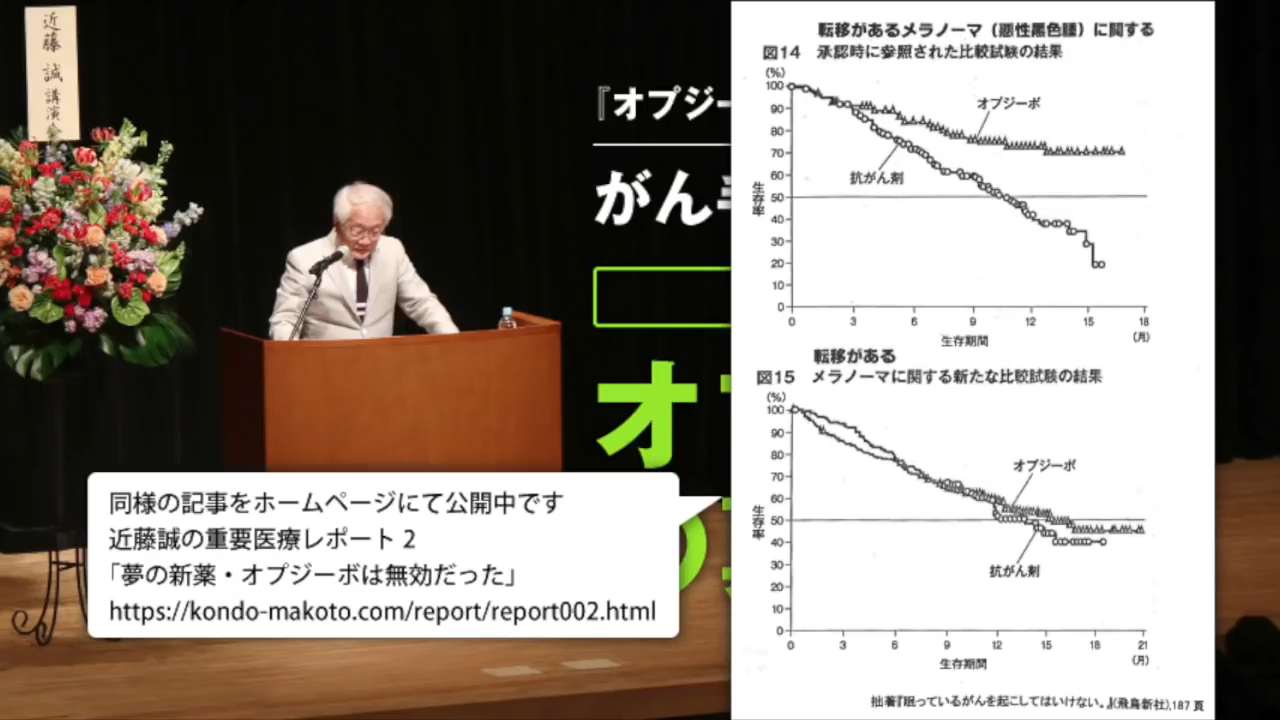 近藤誠講演会
『オプジー
がん
オ
同様の記事をホームページにて公開中です
近藤誠の重要医療レポート 2
「夢の新薬・オプジーボは無効だった」
https://kondo-makoto.com/report/report002.html
転移があるメラノーマ（悪性黒色腫）に関する
図14 承認時に参照された比較試験の結果
(%)
100
90
80
70
60
50
40
30
20
10
0
生存率
オプジーボ
抗がん剤
0 3 6 9 12 15 18
生存期間
(月)
転移がある
図15 メラノーマに関する新たな比較試験の結果
(%)
100
90
80
70
60
50
40
30
20
10
0
生存率
オプジーボ
抗がん剤
0 3 6 9 12 15 18 21
生存期間
(月)
拙著『眠っているがんを起こしてはいけない。』(飛鳥新社),187頁